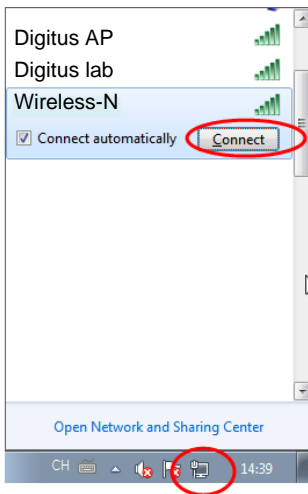 Digitus AP
Digitus lab
Wireless-N
Connect automatically Connect
Open Network and Sharing Center
CH 14:39